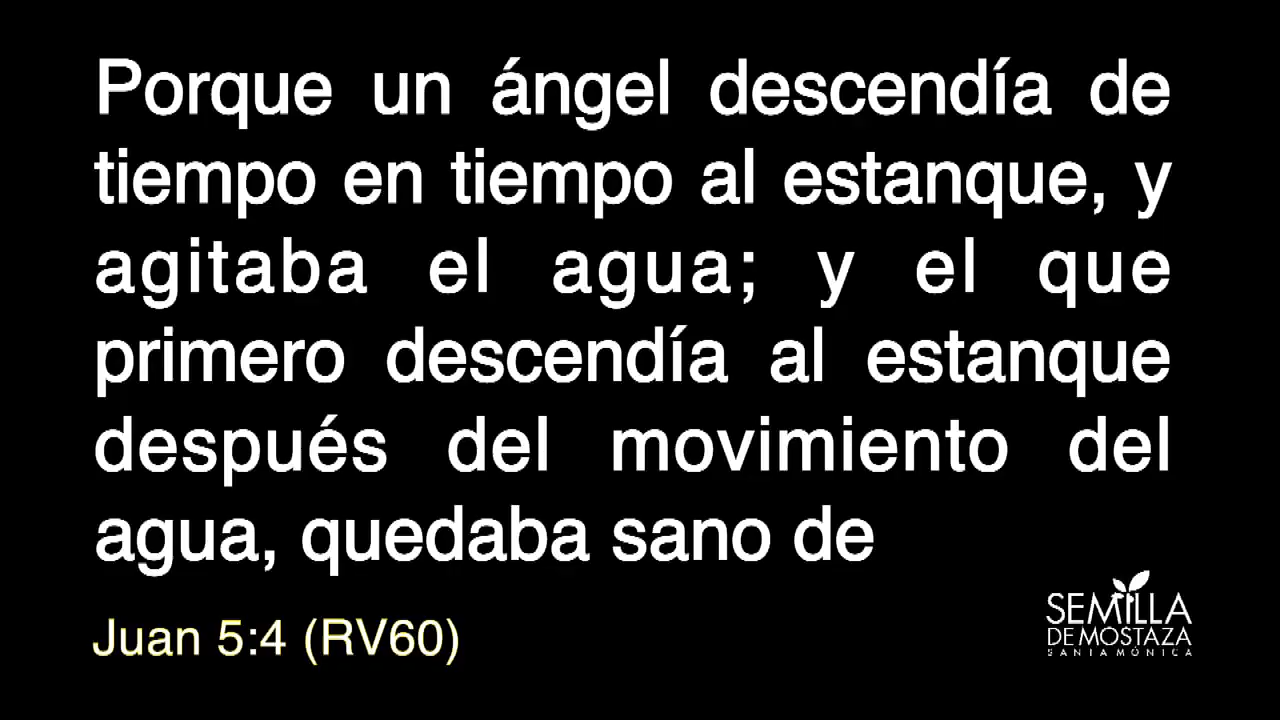 Porque un ángel descendía de
tiempo en tiempo al estanque, y
agitaba el agua; y el que
primero descendía al estanque
después del movimiento del
agua, quedaba sano de
Juan 5:4 (RV60)
SEMILLA
DE MOSTAZA
SANTA MÓNICA